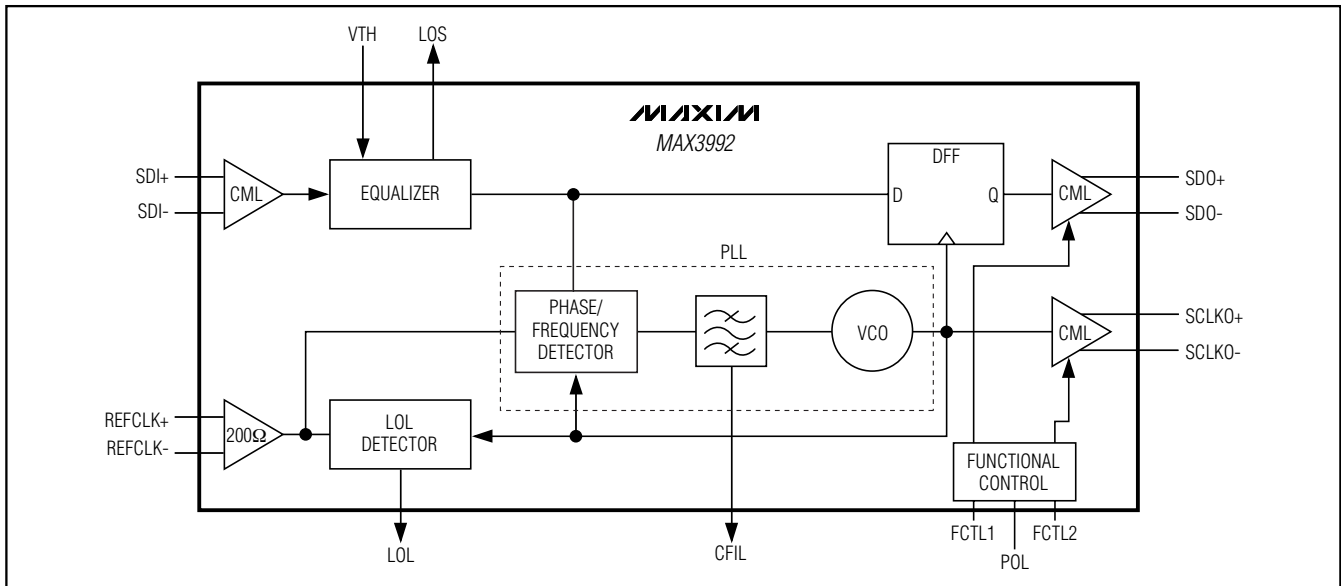 VTH LOS
MAXIM
MAX3992
SDI+
SDI-
CML
EQUALIZER
DFF
D Q
CML
SDO+
SDO-
PLL
PHASE/
FREQUENCY
DETECTOR
VCO
CML
SCLKO+
SCLKO-
REFCLK+
REFCLK-
200Ω
LOL
DETECTOR
FUNCTIONAL
CONTROL
LOL
CFIL
FCTL1
POL
FCTL2